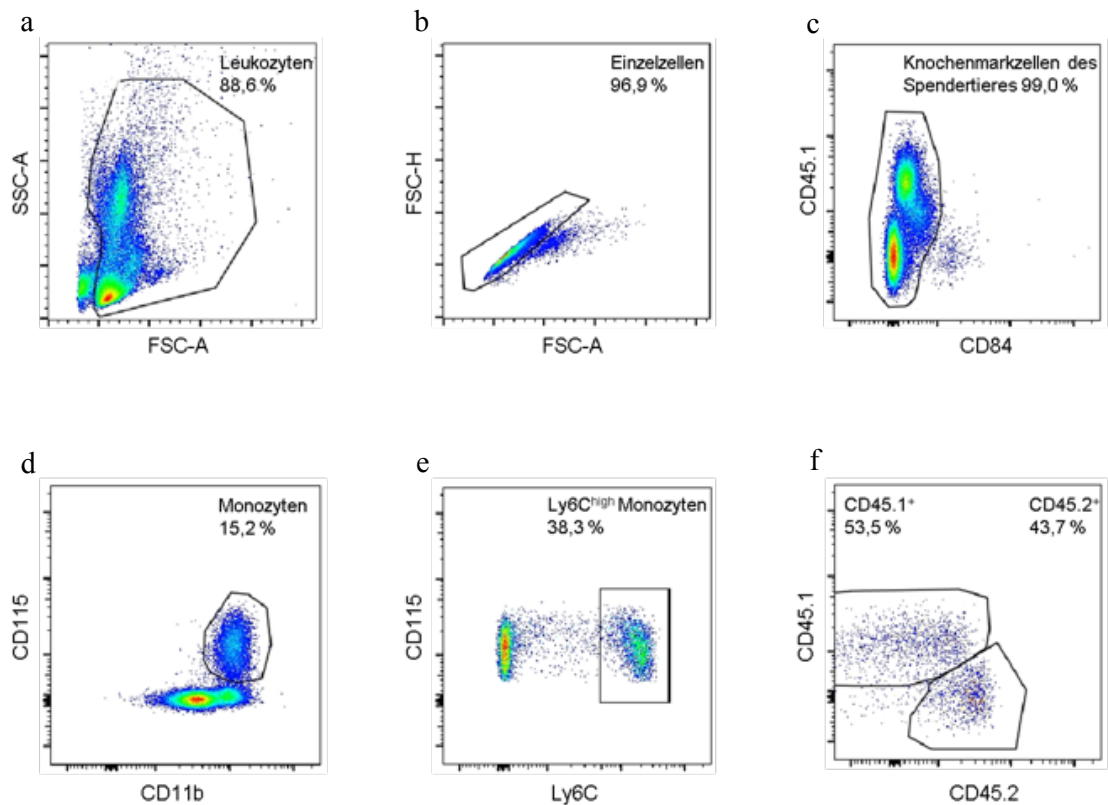 a
Leukozyten
88,6 %
SSC-A
FSC-A
b
Einzelzellen
96,9 %
FSC-H
FSC-A
c
Knochenmarkzellen des
Spendertieres 99,0 %
CD45.1
CD84
d
Monozyten
15,2 %
CD115
CD11b
e
Ly6Chigh Monozyten
38,3 %
CD115
Ly6C
f
CD45.1+ CD45.2+
53,5 % 43,7 %
CD45.1
CD45.2